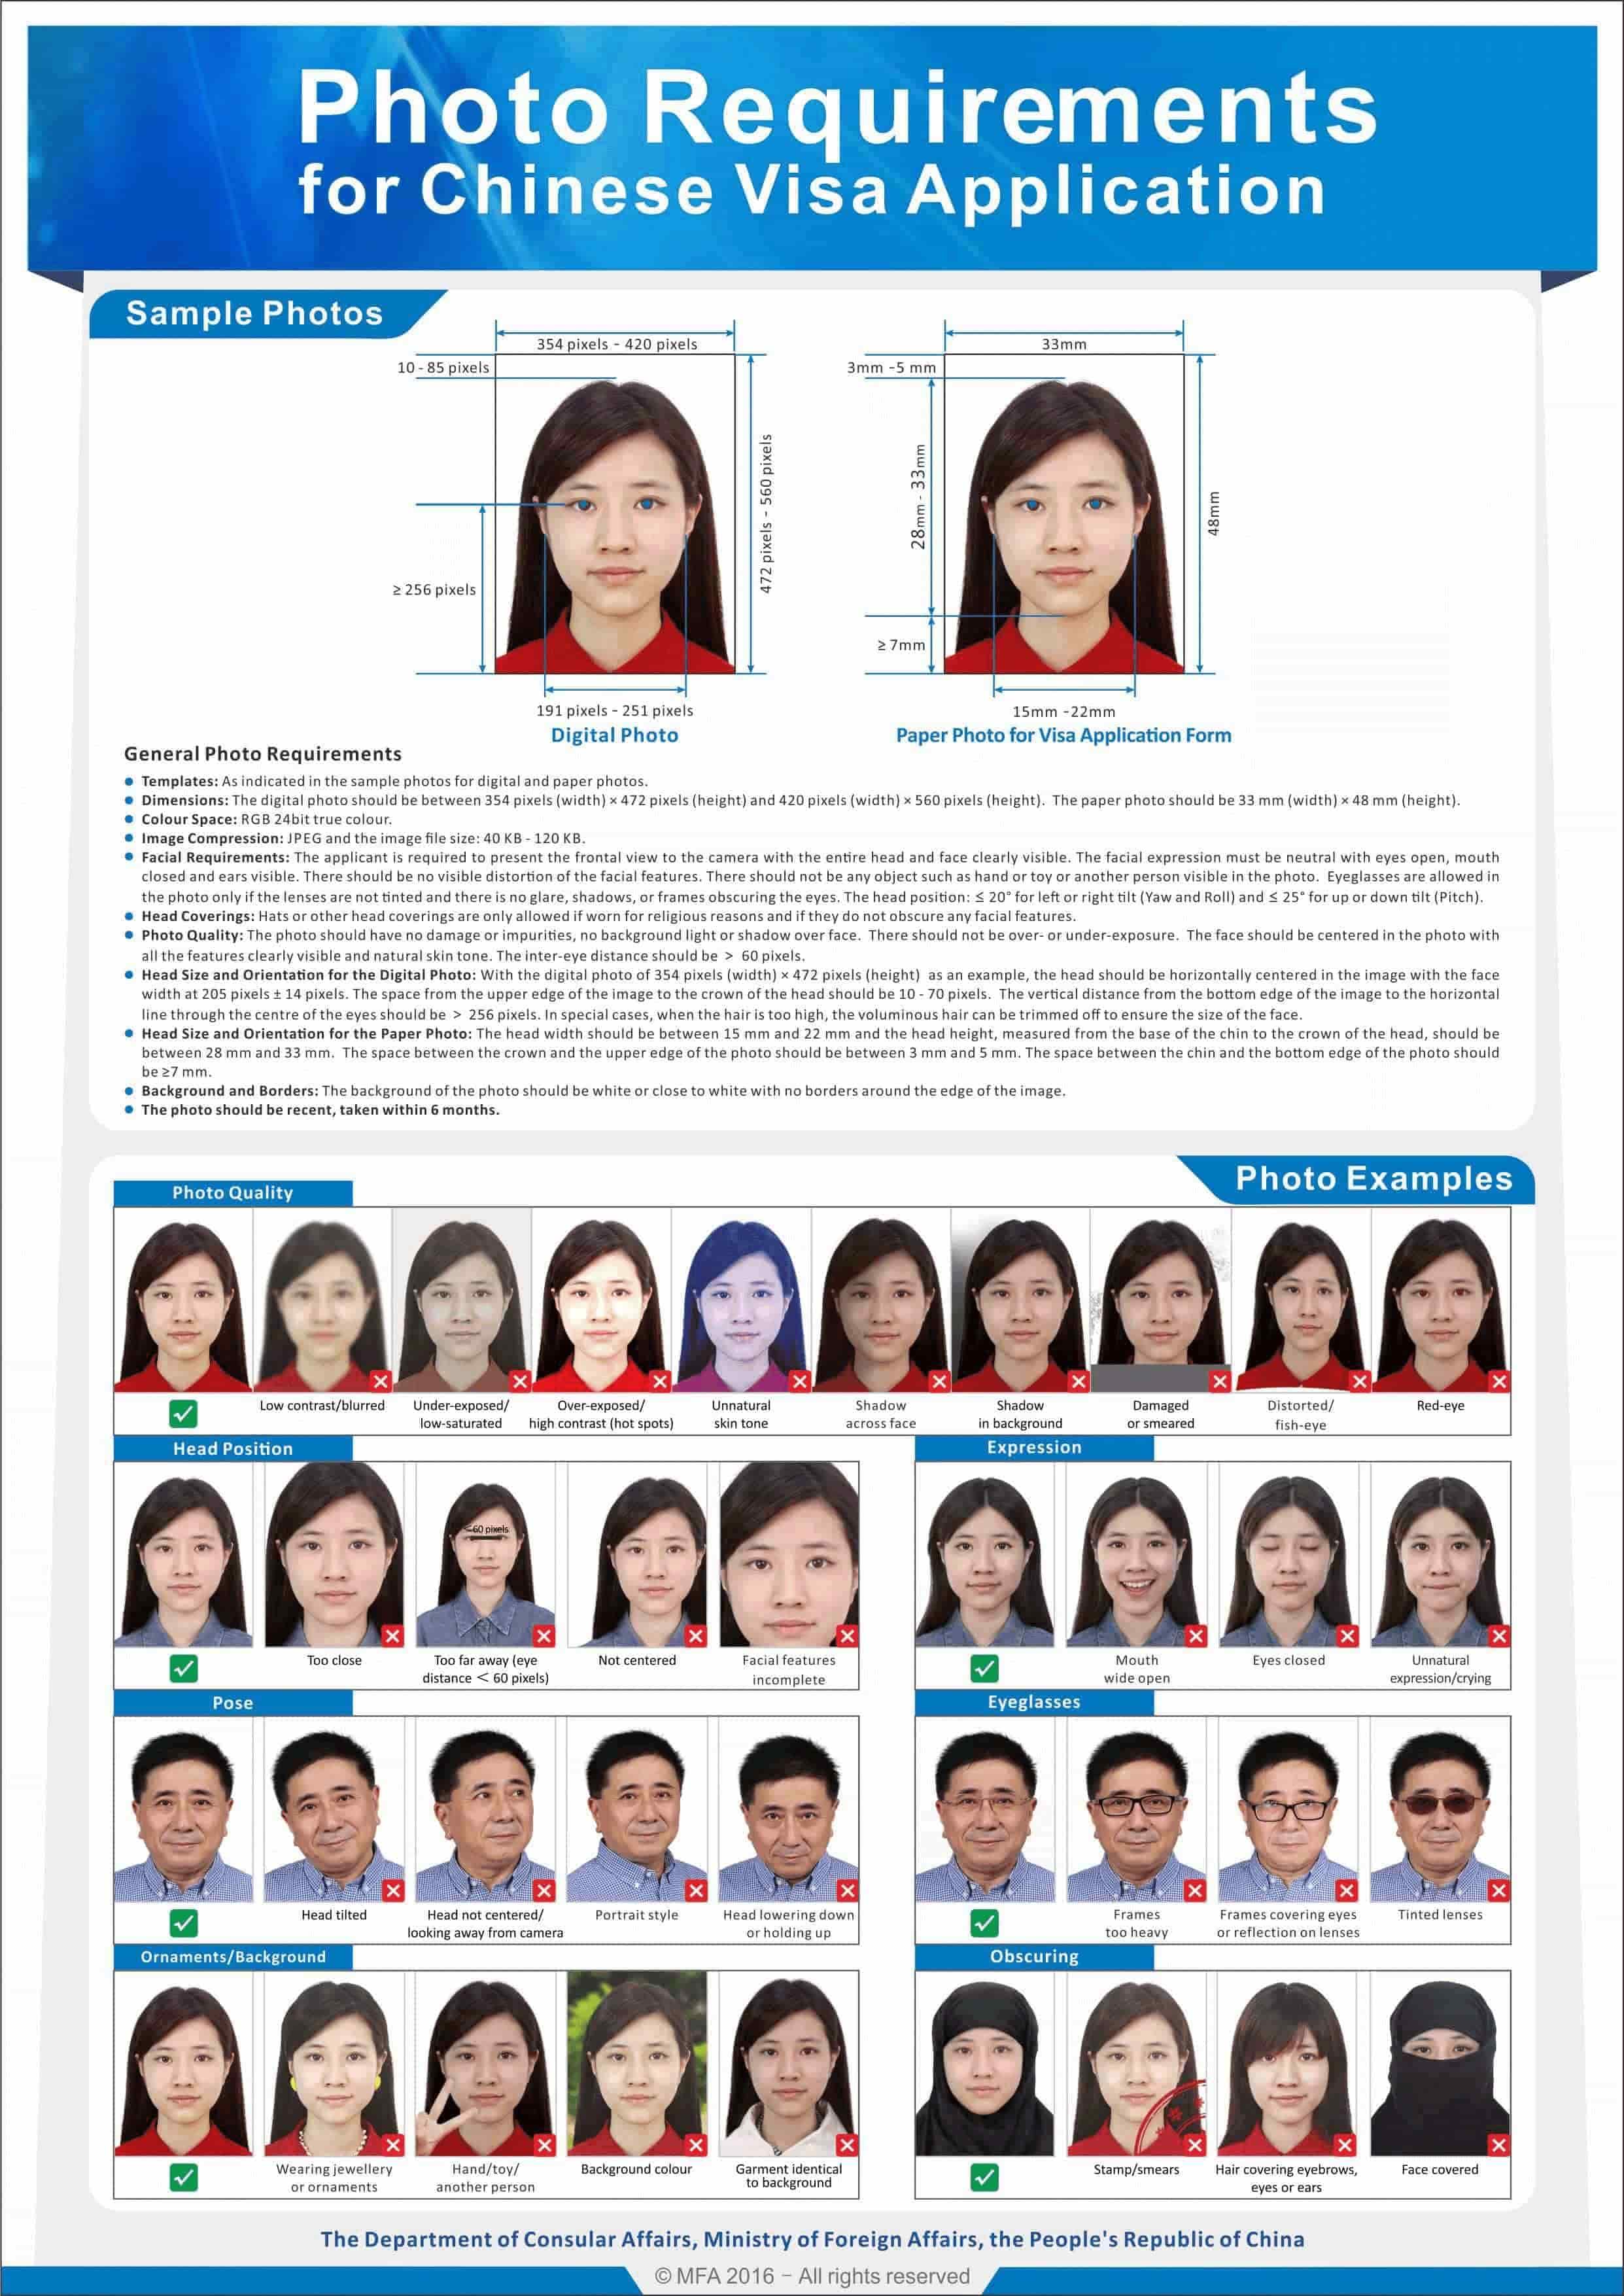 Photo Requirements
for Chinese Visa Application
Sample Photos
354 pixels - 420 pixels
10 - 85 pixels
472 pixels - 560 pixels
≥ 256 pixels
191 pixels - 251 pixels
Digital Photo
33mm
3mm -5 mm
28mm - 33mm
48mm
≥ 7mm
15mm -22mm
Paper Photo for Visa Application Form
General Photo Requirements
● Templates: As indicated in the sample photos for digital and paper photos.
● Dimensions: The digital photo should be between 354 pixels (width) × 472 pixels (height) and 420 pixels (width) × 560 pixels (height). The paper photo should be 33 mm (width) × 48 mm (height).
● Colour Space: RGB 24bit true colour.
● Image Compression: JPEG and the image file size: 40 KB - 120 KB.
● Facial Requirements: The applicant is required to present the frontal view to the camera with the entire head and face clearly visible. The facial expression must be neutral with eyes open, mouth
closed and ears visible. There should be no visible distortion of the facial features. There should not be any object such as hand or toy or another person visible in the photo. Eyeglasses are allowed in
the photo only if the lenses are not tinted and there is no glare, shadows, or frames obscuring the eyes. The head position: ≤ 20° for left or right tilt (Yaw and Roll) and ≤ 25° for up or down tilt (Pitch).
● Head Coverings: Hats or other head coverings are only allowed if worn for religious reasons and if they do not obscure any facial features.
● Photo Quality: The photo should have no damage or impurities, no background light or shadow over face. There should not be over- or under-exposure. The face should be centered in the photo with
all the features clearly visible and natural skin tone. The inter-eye distance should be > 60 pixels.
● Head Size and Orientation for the Digital Photo: With the digital photo of 354 pixels (width) × 472 pixels (height) as an example, the head should be horizontally centered in the image with the face
width at 205 pixels ± 14 pixels. The space from the upper edge of the image to the crown of the head should be 10 - 70 pixels. The vertical distance from the bottom edge of the image to the horizontal
line through the centre of the eyes should be > 256 pixels. In special cases, when the hair is too high, the voluminous hair can be trimmed off to ensure the size of the face.
● Head Size and Orientation for the Paper Photo: The head width should be between 15 mm and 22 mm and the head height, measured from the base of the chin to the crown of the head, should be
between 28 mm and 33 mm. The space between the crown and the upper edge of the photo should be between 3 mm and 5 mm. The space between the chin and the bottom edge of the photo should
be ≥7 mm.
● Background and Borders: The background of the photo should be white or close to white with no borders around the edge of the image.
● The photo should be recent, taken within 6 months.
Photo Examples
Photo Quality
Low contrast/blurred
Under-exposed/
low-saturated
Over-exposed/
high contrast (hot spots)
Unnatural
skin tone
Shadow
across face
Shadow
in background
Damaged
or smeared
Distorted/
fish-eye
Red-eye
Head Position
<60 pixels
Too close
Too far away (eye
distance < 60 pixels)
Not centered
Facial features
incomplete
Expression
Mouth
wide open
Eyes closed
Unnatural
expression/crying
Pose
Head tilted
Head not centered/
looking away from camera
Portrait style
Head lowering down
or holding up
Eyeglasses
Frames
too heavy
Frames covering eyes
or reflection on lenses
Tinted lenses
Ornaments/Background
Wearing jewellery
or ornaments
Hand/toy/
another person
Background colour
Garment identical
to background
Obscuring
Stamp/smears
Hair covering eyebrows,
eyes or ears
Face covered
The Department of Consular Affairs, Ministry of Foreign Affairs, the People's Republic of China
© MFA 2016 – All rights reserved